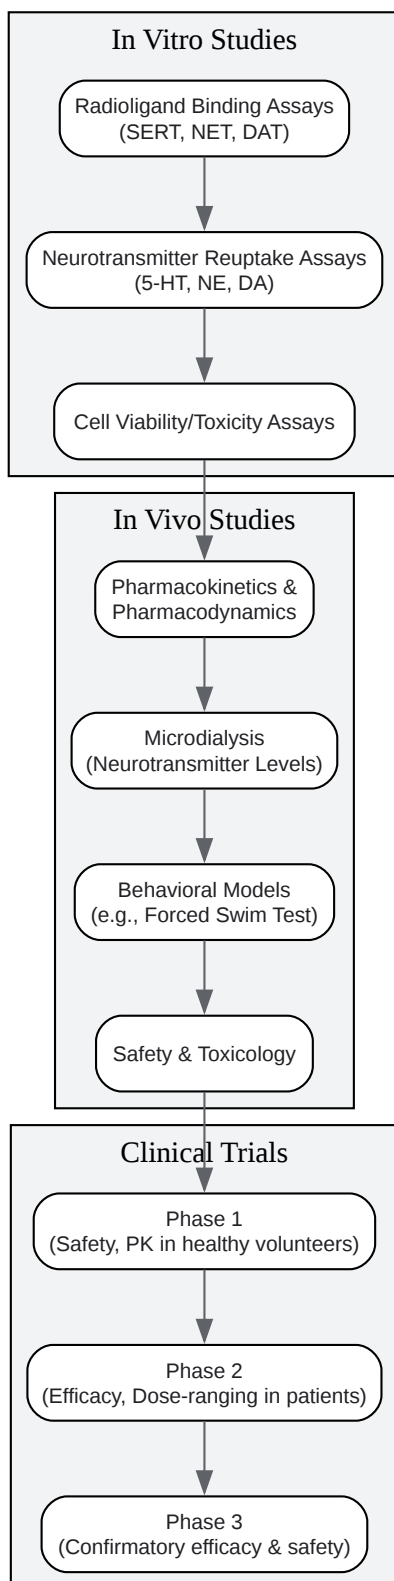 In Vitro Studies
Radioligand Binding Assays
(SERT, NET, DAT)
Neurotransmitter Reuptake Assays
(5-HT, NE, DA)
Cell Viability/Toxicity Assays
In Vivo Studies
Pharmacokinetics &
Pharmacodynamics
Microdialysis
(Neurotransmitter Levels)
Behavioral Models
(e.g., Forced Swim Test)
Safety & Toxicology
Clinical Trials
Phase 1
(Safety, PK in healthy volunteers)
Phase 2
(Efficacy, Dose-ranging in patients)
Phase 3
(Confirmatory efficacy & safety)